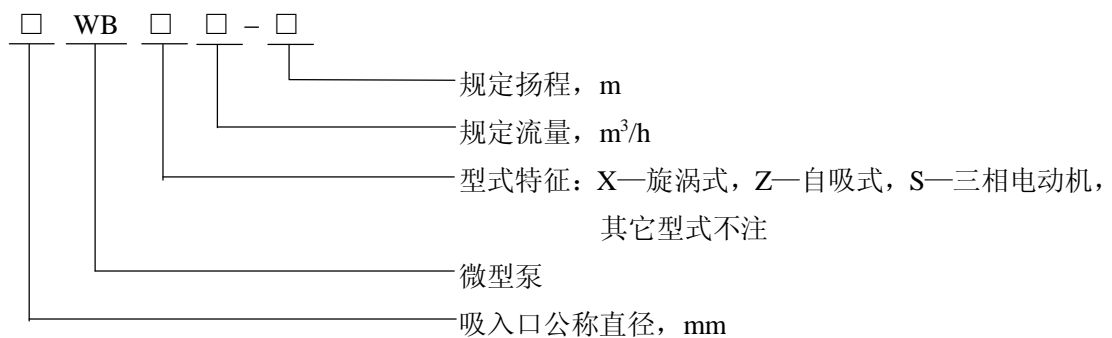 □ WB □ □ – □
规定扬程，m
规定流量，m³/h
型式特征：X—旋涡式，Z—自吸式，S—三相电动机，
其它型式不注
微型泵
吸入口公称直径，mm